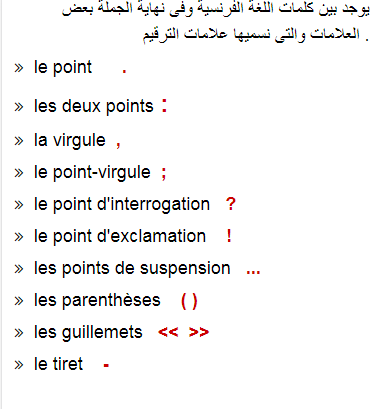 يوجد بين كلمات اللغة الفرنسية وفى نهاية الجملة بعض
العلامات والتى نسميها علامات الترقيم .
» le point .
» les deux points :
» la virgule ,
» le point-virgule ;
» le point d'interrogation ?
» le point d'exclamation !
» les points de suspension ...
» les parenthèses ( )
» les guillemets << >>
» le tiret -